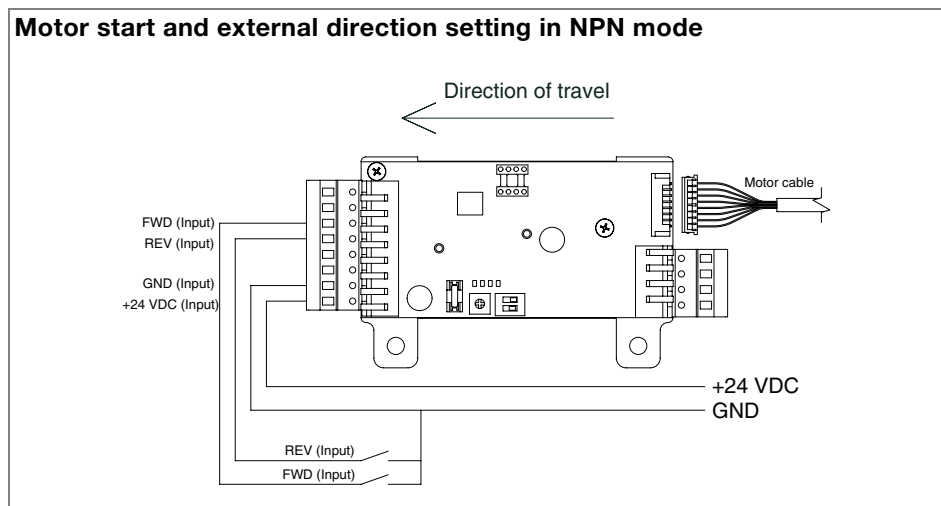 Motor start and external direction setting in NPN mode
Direction of travel
Motor cable
FWD (Input)
REV (Input)
GND (Input)
+24 VDC (Input)
+24 VDC
GND
REV (Input)
FWD (Input)